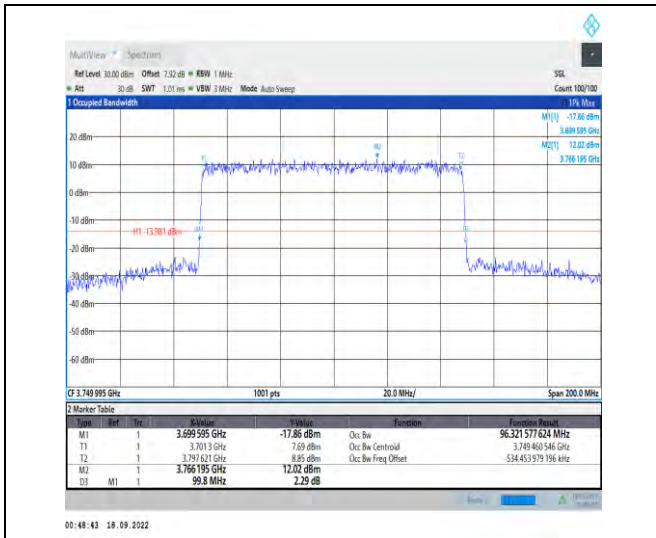 MultiView Spectrum
Ref Level 30.00 dBm Offset 7.92 dB RBW 1 MHz SGL
Att 30 dB SWT 1.01 ms VBW 3 MHz Mode Auto Sweep Count 100/100
1 Occupied Bandwidth 1Pk Max
M1[1] -17.86 dBm
3.699 595 GHz
M2[1] 12.02 dBm
3.766 195 GHz
20 dBm
M2
T1 T2
10 dBm
0 dBm
-10 dBm
H1 -13.981 dBm M1 D3
-20 dBm
-30 dBm
-40 dBm
-50 dBm
-60 dBm
CF 3.749 995 GHz 1001 pts 20.0 MHz/ Span 200.0 MHz
2 Marker Table
Type Ref Trc X-Value Y-Value Function Function Result
M1 1 3.699 595 GHz -17.86 dBm Occ Bw 96.321 577 624 MHz
T1 1 3.701 3 GHz 7.69 dBm Occ Bw Centroid 3.749 460 546 GHz
T2 1 3.797 621 GHz 8.85 dBm Occ Bw Freq Offset -534.453 979 196 kHz
M2 1 3.766 195 GHz 12.02 dBm
D3 M1 1 99.8 MHz 2.29 dB
00:48:43 18.09.2022